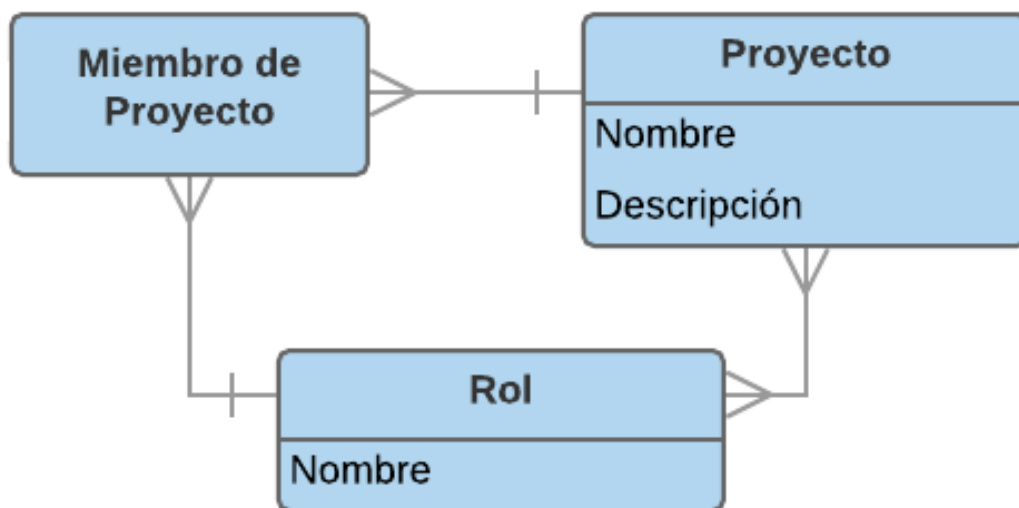 Miembro de
Proyecto
Proyecto
Nombre
Descripción
Rol
Nombre